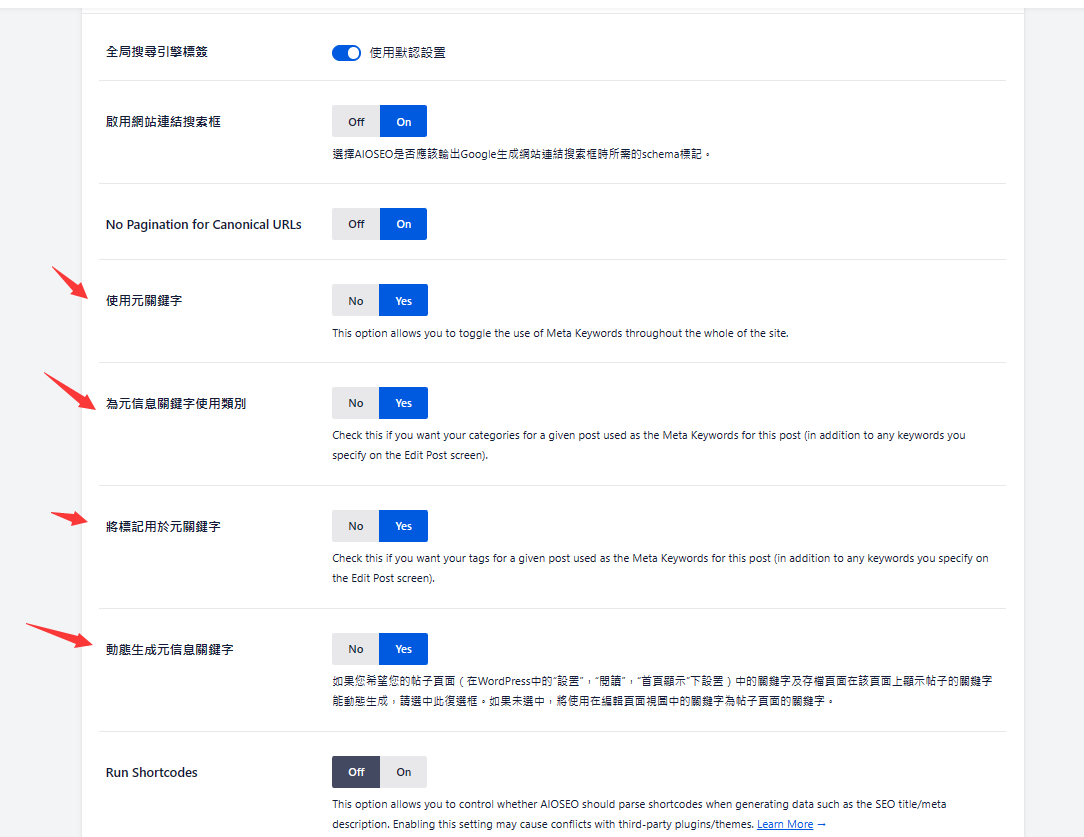 全局搜尋引擎標籤
使用默認設置
啟用網站連結搜索框
Off On
選擇AIOSEO是否應該輸出Google生成網站連結搜索框時所需的schema標記。
No Pagination for Canonical URLs
Off On
使用元關鍵字
No Yes
This option allows you to toggle the use of Meta Keywords throughout the whole of the site.
為元信息關鍵字使用類別
No Yes
Check this if you want your categories for a given post used as the Meta Keywords for this post (in addition to any keywords you
specify on the Edit Post screen).
將標記用於元關鍵字
No Yes
Check this if you want your tags for a given post used as the Meta Keywords for this post (in addition to any keywords you specify on
the Edit Post screen).
動態生成元信息關鍵字
No Yes
如果您希望您的帖子頁面（在WordPress中的“設置”，“閱讀”，“首頁顯示”下設置）中的關鍵字及存檔頁面在該頁面上顯示帖子的關鍵字
能動態生成，請選中此復選框。如果未選中，將使用在編輯頁面視圖中的關鍵字為帖子頁面的關鍵字。
Run Shortcodes
Off On
This option allows you to control whether AIOSEO should parse shortcodes when generating data such as the SEO title/meta
description. Enabling this setting may cause conflicts with third-party plugins/themes. Learn More →